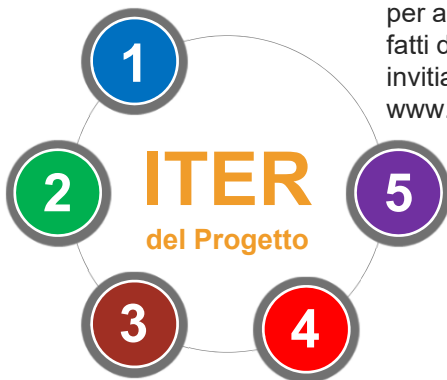 per a
fatti d
invitia
www.
1
2
ITER
5
del Progetto
3
4